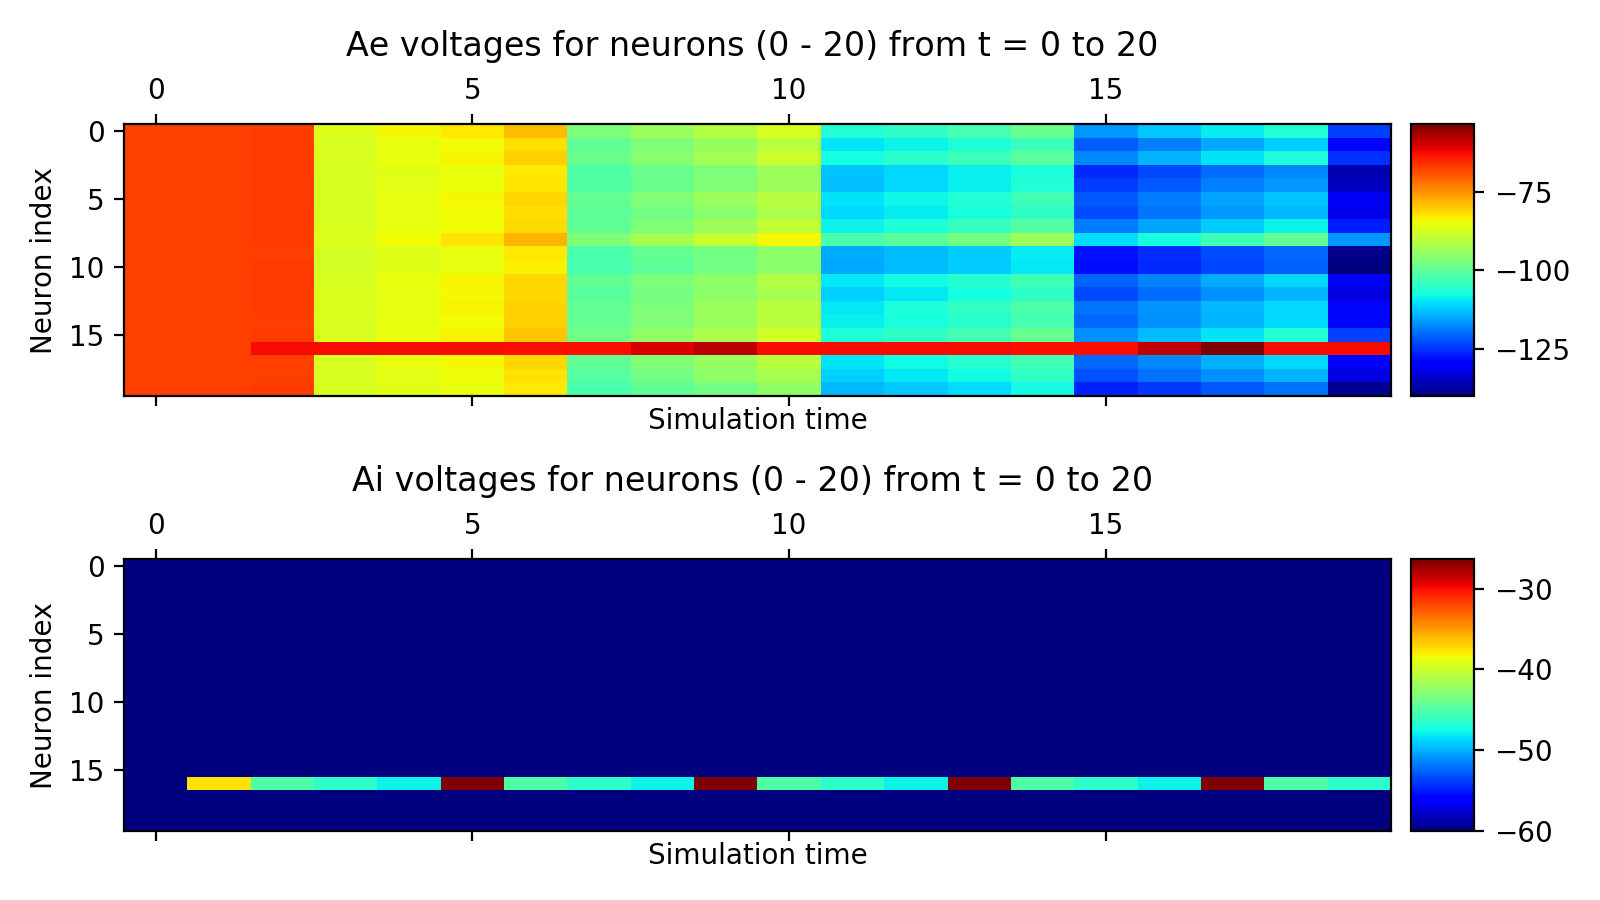 Ae voltages for neurons (0 - 20) from t = 0 to 20
0 5 10 15
Neuron index
0
5
10
15
−75
−100
−125
Simulation time
Ai voltages for neurons (0 - 20) from t = 0 to 20
0 5 10 15
Neuron index
0
5
10
15
−30
−40
−50
−60
Simulation time